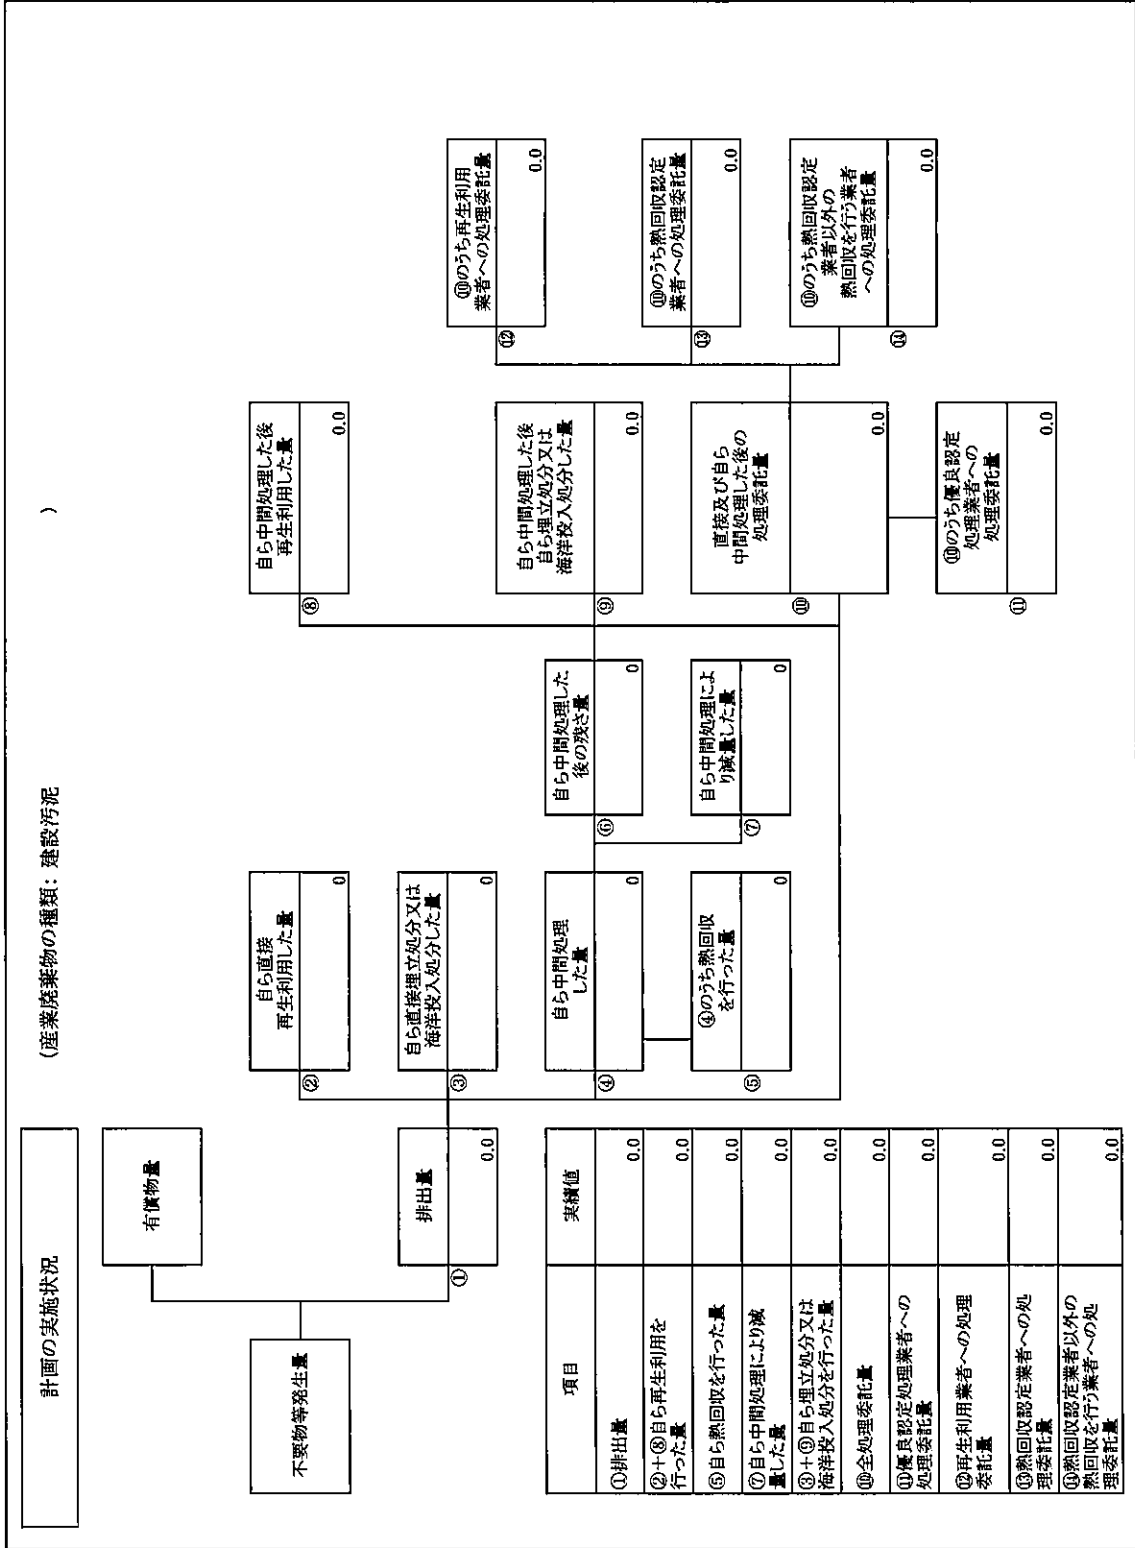 計画の実施状況
(産業廃棄物の種類: 建設汚泥
)
不要物等発生量
有償物量
排出量
①
0.0
自ら直接
再生利用した量
②
0
自ら直接埋立処分又は
海洋投入処分した量
③
0
自ら中間処理
した量
④
0
④のうち熱回収
を行った量
⑤
0
自ら中間処理した
後の残さ量
⑥
0
自ら中間処理によ
り減量した量
⑦
0
自ら中間処理した後
再生利用した量
⑧
0.0
自ら中間処理した後
自ら埋立処分又は
海洋投入処分した量
⑨
0.0
直接及び自ら
中間処理した後の
処理委託量
⑩
0.0
⑩のうち優良認定
処理業者への
処理委託量
⑪
0.0
⑩のうち再生利用
業者への処理委託量
⑫
0.0
⑩のうち熱回収認定
業者への処理委託量
⑬
0.0
⑩のうち熱回収認定
業者以外の
熱回収を行う業者
への処理委託量
⑭
0.0
項目 実績値
①排出量 0.0
②+⑧自ら再生利用を
行った量 0.0
⑤自ら熱回収を行った量 0.0
⑦自ら中間処理により減
量した量 0.0
③+⑨自ら埋立処分又は
海洋投入処分を行った量 0.0
⑩全処理委託量 0.0
⑪優良認定処理業者への
処理委託量 0.0
⑫再生利用業者への処理
委託量 0.0
⑬熱回収認定業者への処
理委託量 0.0
⑭熱回収認定業者以外の
熱回収を行う業者への処
理委託量 0.0